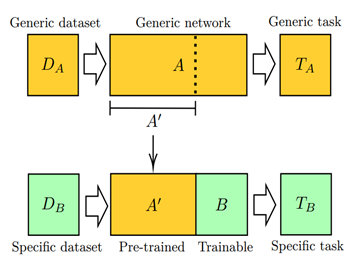 Generic dataset Generic network Generic task
D_A A T_A
A′
D_B A′ B T_B
Specific dataset Pre-trained Trainable Specific task